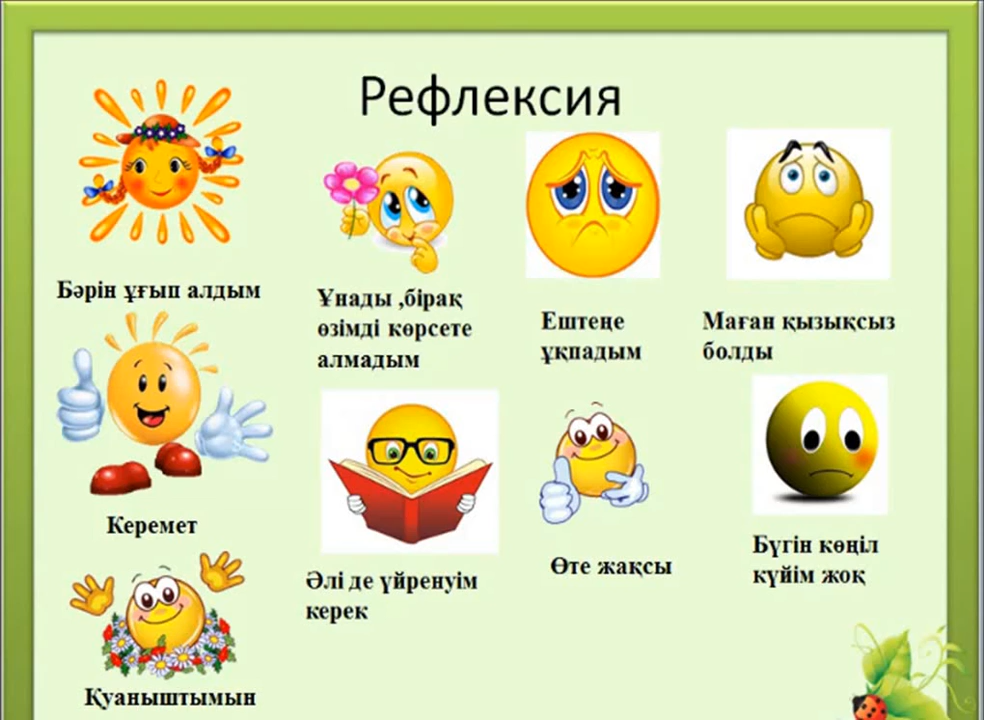 Рефлексия
Бәрін ұғып алдым
Ұнады ,бірақ
өзімді көрсете
алмадым
Ештеңе
ұқпадым
Маған қызықсыз
болды
Керемет
Әлі де үйренуім
керек
Өте жақсы
Бүгін көңіл
күйім жоқ
Қуаныштымын